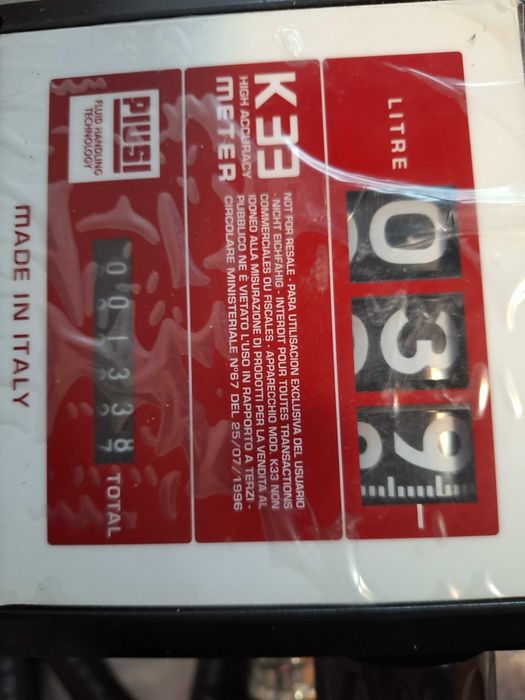 LITRE
039
K33
HIGH ACCURACY
METER
NOT FOR RESALE - PARA UTILISACION EXCLUSIVA DEL USUARIO
- NICHT EICHFAHIG - INTERDIT POUR TOUTES TRANSACTIONS
COMMERCIALES OU FISCALES - APPARECCHIO MOD. K33 NON
IDONEO ALLA MISURAZIONE DI PRODOTTI PER LA VENDITA AL
PUBBLICO NE È VIETATO L'USO IN RAPPORTO A TERZI -
CIRCOLARE MINISTERIALE N°67 DEL 25/07/1996
PIUSI
FLUID HANDLING
TECHNOLOGY
001338
TOTAL
MADE IN ITALY